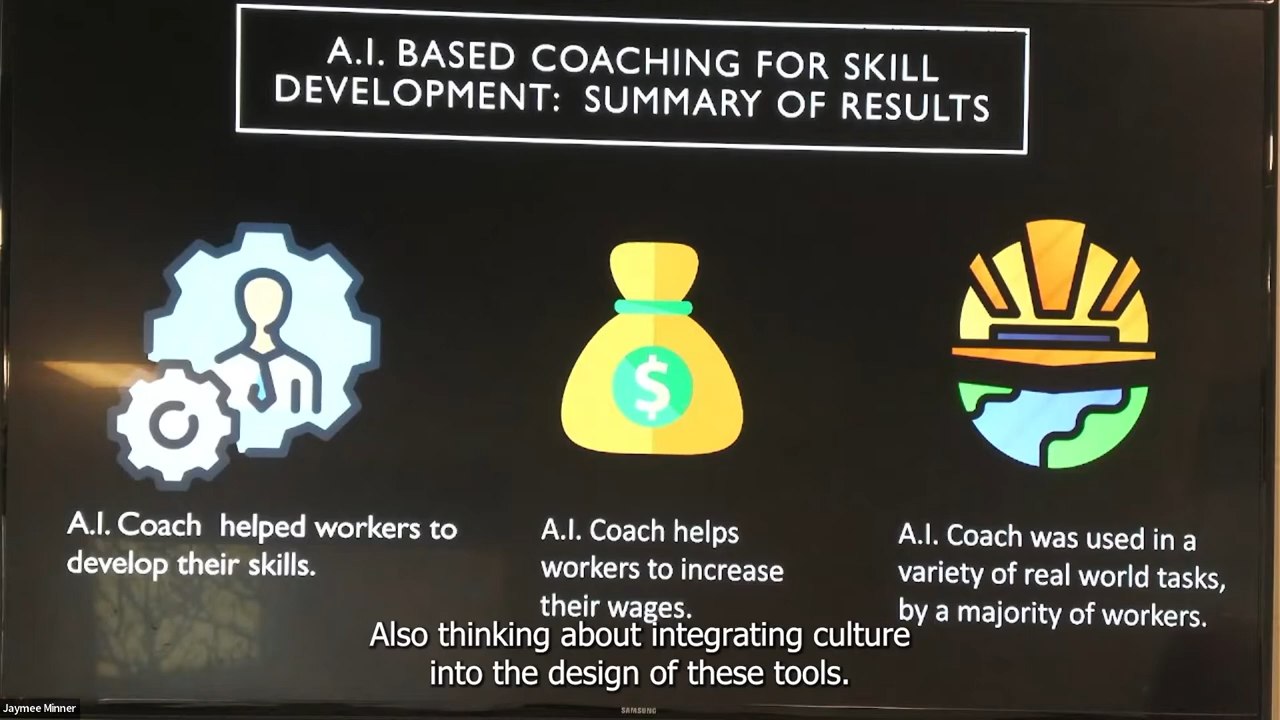 A.I. BASED COACHING FOR SKILL
DEVELOPMENT: SUMMARY OF RESULTS
$
A.I. Coach helped workers to
develop their skills.
A.I. Coach helps
workers to increase
their wages.
A.I. Coach was used in a
variety of real world tasks,
by a majority of workers.
Also thinking about integrating culture
into the design of these tools.
Jaymee Minner
SAMSUNG